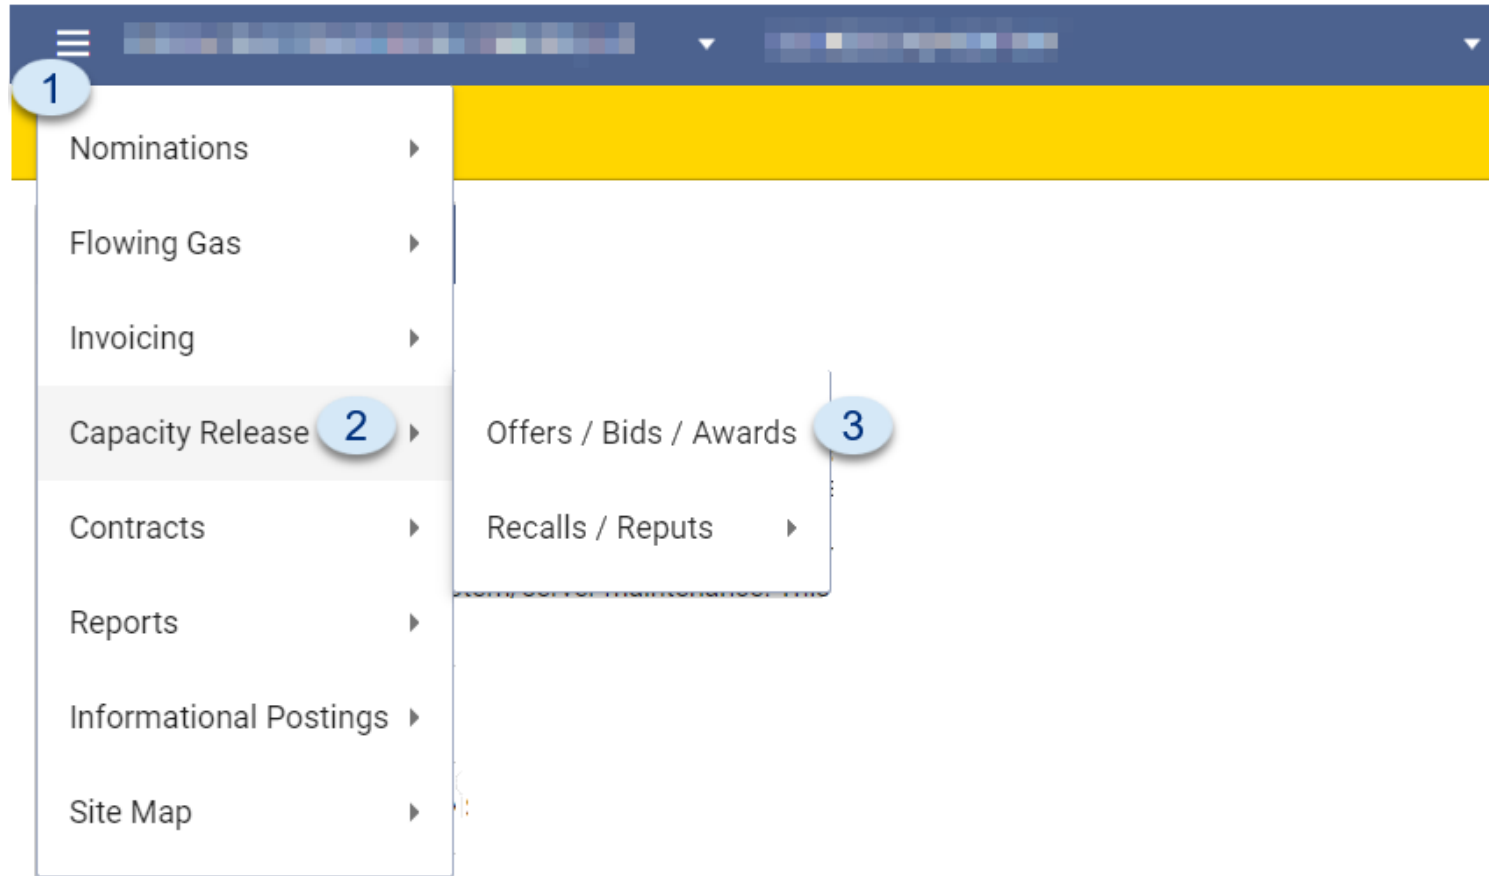 1
Nominations
Flowing Gas
Invoicing
Capacity Release 2
Offers / Bids / Awards 3
Contracts
Recalls / Reputs
Reports
Informational Postings
Site Map